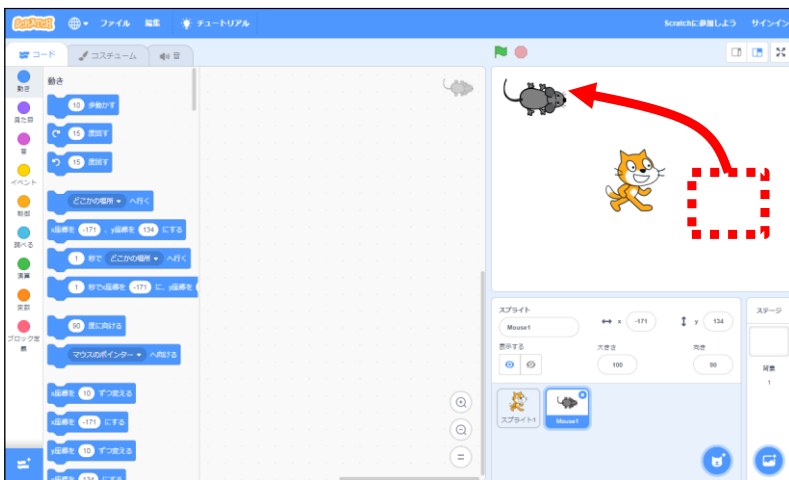 SCRATCH
ファイル 編集 チュートリアル Scratchに参加しよう サインイン
コード コスチューム 音
動き
見た目
音
イベント
制御
調べる
演算
変数
ブロック定義
動き
10 歩動かす
15 度回す
15 度回す
どこかの場所 へ行く
x座標を -171 、y座標を 134 にする
1 秒で どこかの場所 へ行く
1 秒でx座標を -171 に、y座標を
90 度に向ける
マウスのポインター へ向ける
x座標を 10 ずつ変える
x座標を -171 にする
y座標を 10 ずつ変える
y座標を 134 にする
スプライト
Mouse1
x -171
y 134
表示する
大きさ 100
向き 90
スプライト1
Mouse1
ステージ
背景
1